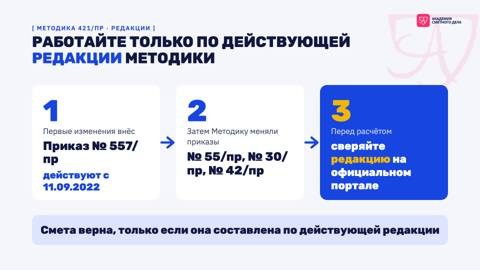 [ МЕТОДИКА 421/ПР · РЕДАКЦИИ ]
АКАДЕМИЯ
СМЕТНОГО ДЕЛА
РАБОТАЙТЕ ТОЛЬКО ПО ДЕЙСТВУЮЩЕЙ
РЕДАКЦИИ МЕТОДИКИ
1
Первые изменения внёс
Приказ № 557/
пр
действуют с
11.09.2022
2
Затем Методику меняли
приказы
№ 55/пр, № 30/
пр, № 42/пр
3
Перед расчётом
сверяйте
редакцию на
официальном
портале
Смета верна, только если она составлена по действующей редакции